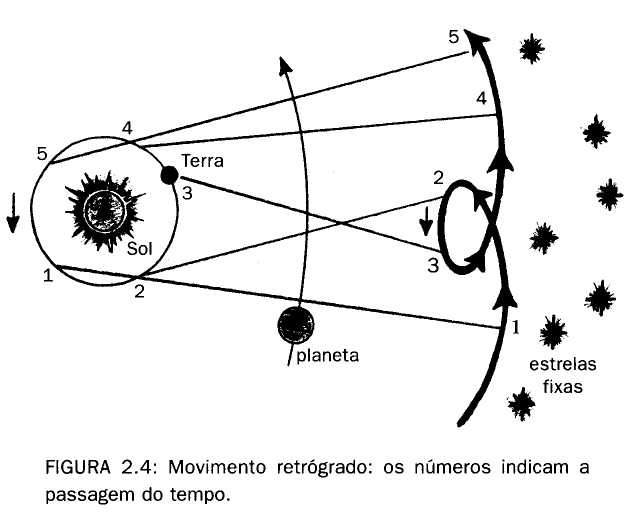 5
4
4
5
Terra
3
2
Sol
3
1
2
1
planeta
estrelas
fixas
FIGURA 2.4: Movimento retrógrado: os números indicam a
passagem do tempo.